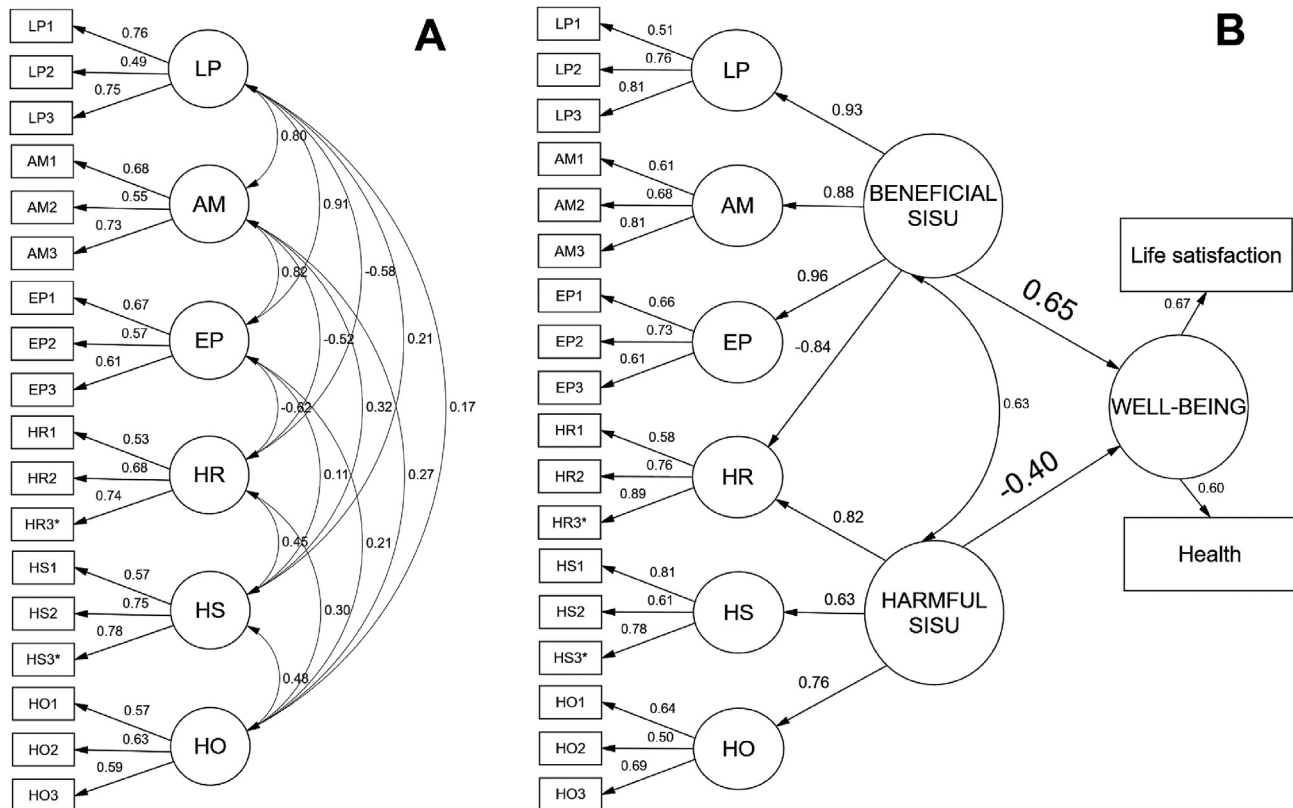 A
LP1
0.76
LP2
0.49
LP3
0.75
LP
0.80
AM1
0.68
AM2
0.55
AM3
0.73
AM
0.91
0.82
-0.58
EP1
0.67
EP2
0.57
EP3
0.61
EP
-0.52
0.21
-0.62
0.32
0.17
HR1
0.53
HR2
0.68
HR3*
0.74
HR
0.11
0.27
0.45
0.21
HS1
0.57
HS2
0.75
HS3*
0.78
HS
0.30
0.48
HO1
0.57
HO2
0.63
HO3
0.59
HO
B
LP1
0.51
LP2
0.76
LP3
0.81
LP
0.93
AM1
0.61
AM2
0.68
AM3
0.81
AM
0.88
BENEFICIAL
SISU
EP1
0.66
EP2
0.73
EP3
0.61
EP
0.96
-0.84
0.65
Life satisfaction
0.67
WELL-BEING
0.63
HR1
0.58
HR2
0.76
HR3*
0.89
HR
0.82
-0.40
0.60
Health
HS1
0.81
HS2
0.61
HS3*
0.78
HS
0.63
HARMFUL
SISU
0.76
HO1
0.64
HO2
0.50
HO3
0.69
HO